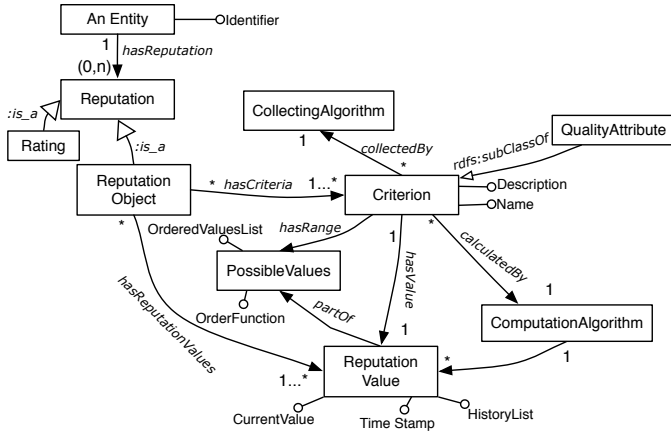 An Entity
Identifier
1
hasReputation
(0,n)
Reputation
:is_a
:is_a
Rating
CollectingAlgorithm
QualityAttribute
1
collectedBy
rdfs:subClassOf
*
Reputation
Object
* hasCriteria 1...*
Criterion
Description
Name
*
OrderedValuesList
hasRange
1
*
hasValue
calculatedBy
PossibleValues
hasReputationValues
OrderFunction
partOf
1
ComputationAlgorithm
1
1
1...*
Reputation
Value
*
CurrentValue
Time Stamp
HistoryList